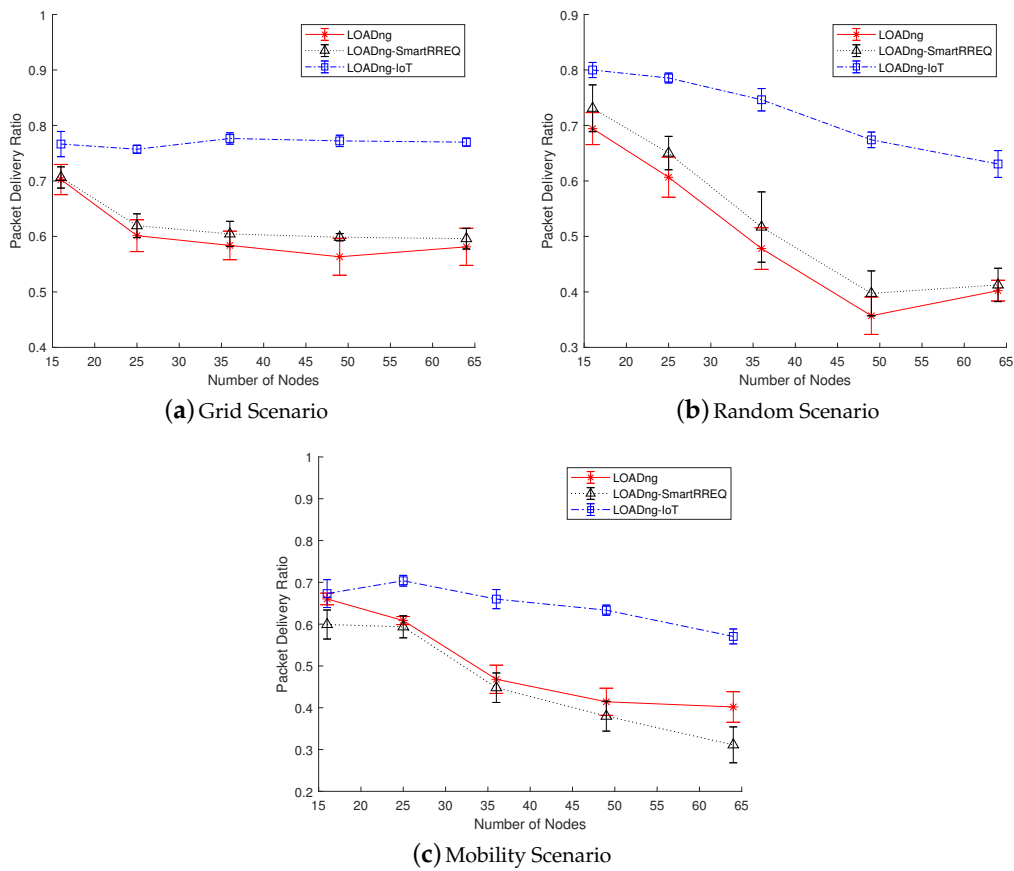 1
0.9
0.8
0.7
0.6
0.5
0.4
Packet Delivery Ratio
15 20 25 30 35 40 45 50 55 60 65
Number of Nodes
LOADng
LOADng-SmartRREQ
LOADng-IoT
(a) Grid Scenario
0.9
0.8
0.7
0.6
0.5
0.4
0.3
Packet Delivery Ratio
15 20 25 30 35 40 45 50 55 60 65
Number of Nodes
LOADng
LOADng-SmartRREQ
LOADng-IoT
(b) Random Scenario
1
0.9
0.8
0.7
0.6
0.5
0.4
0.3
0.2
Packet Delivery Ratio
15 20 25 30 35 40 45 50 55 60 65
Number of Nodes
LOADng
LOADng-SmartRREQ
LOADng-IoT
(c) Mobility Scenario